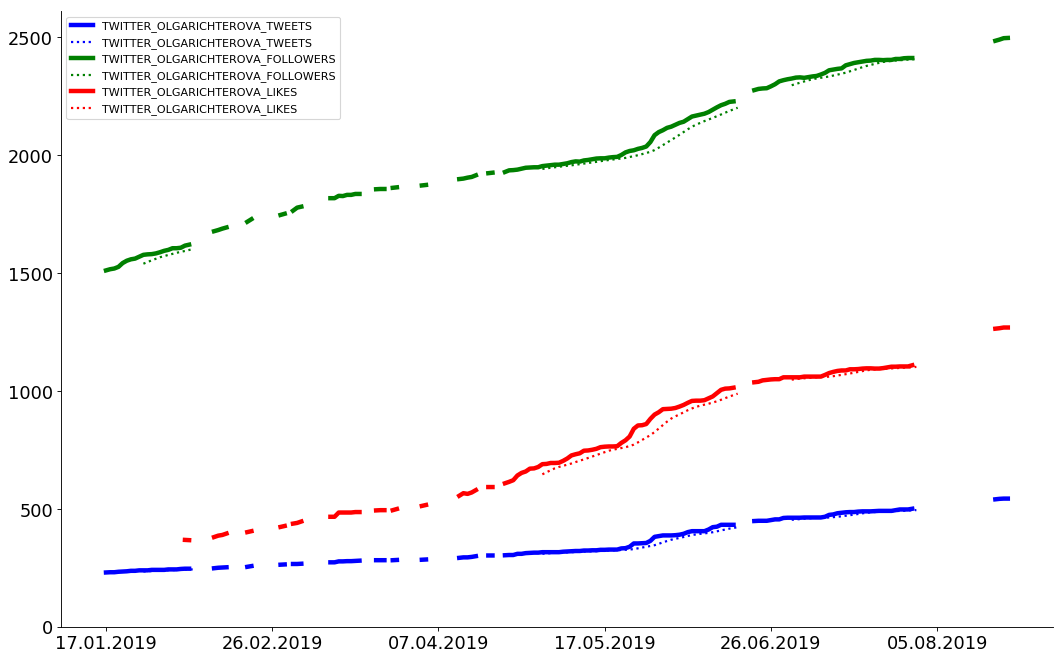 TWITTER_OLGARICHTEROVA_TWEETS
TWITTER_OLGARICHTEROVA_TWEETS
TWITTER_OLGARICHTEROVA_FOLLOWERS
TWITTER_OLGARICHTEROVA_FOLLOWERS
TWITTER_OLGARICHTEROVA_LIKES
TWITTER_OLGARICHTEROVA_LIKES
2500
2000
1500
1000
500
0
17.01.2019 26.02.2019 07.04.2019 17.05.2019 26.06.2019 05.08.2019